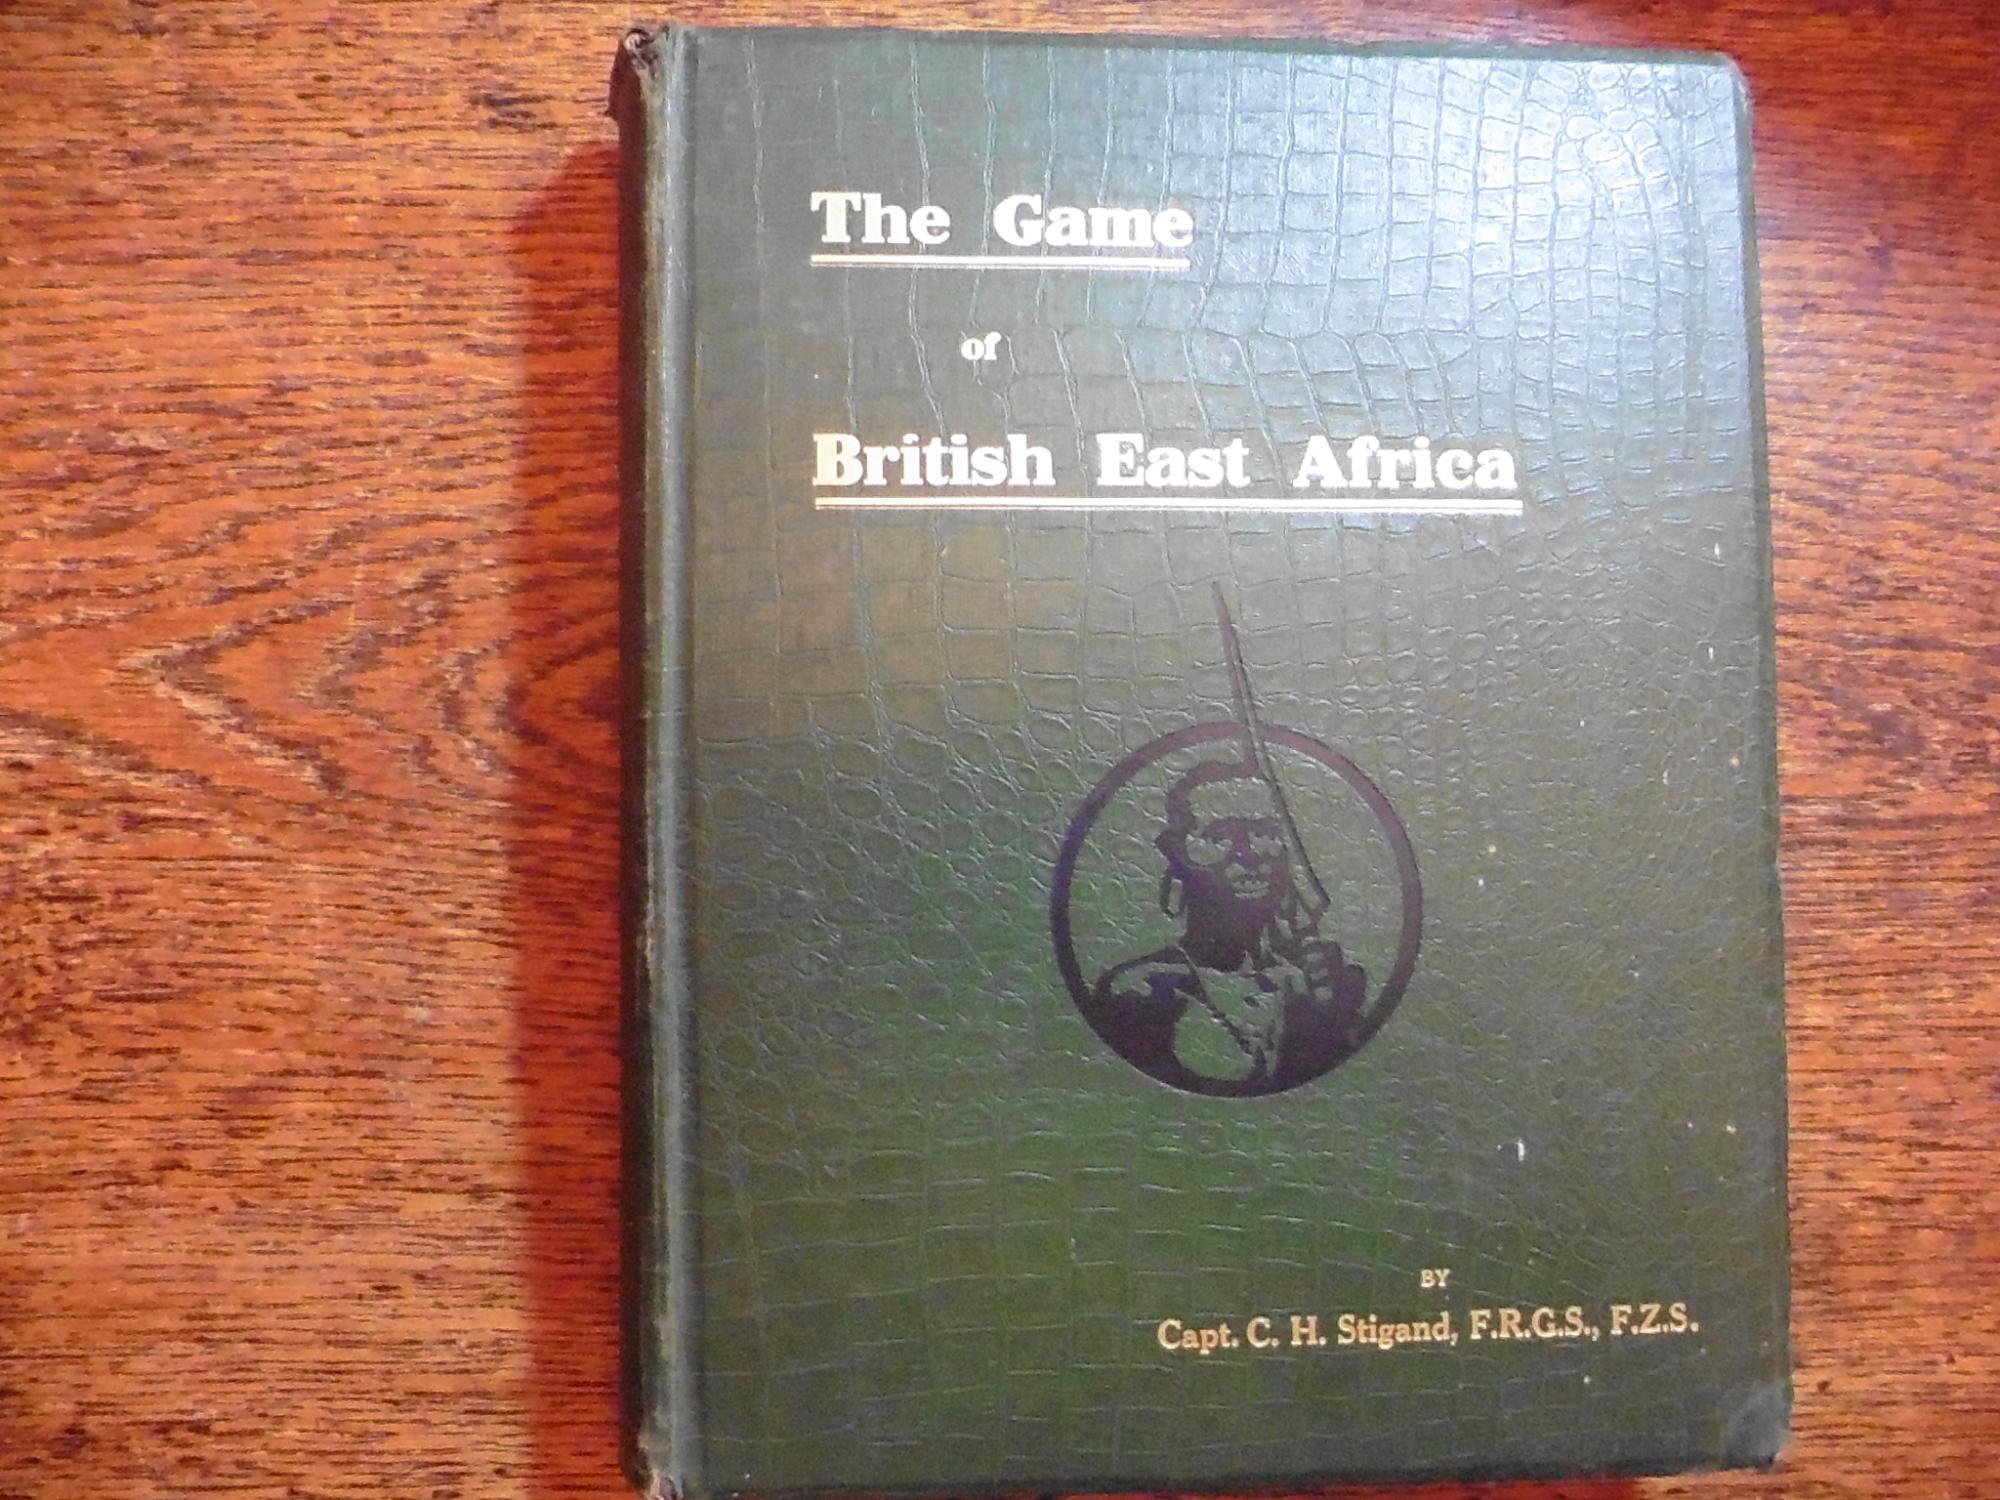 The Game
of
British East Africa
BY
Capt. C. H. Stigand, F.R.G.S., F.Z.S.